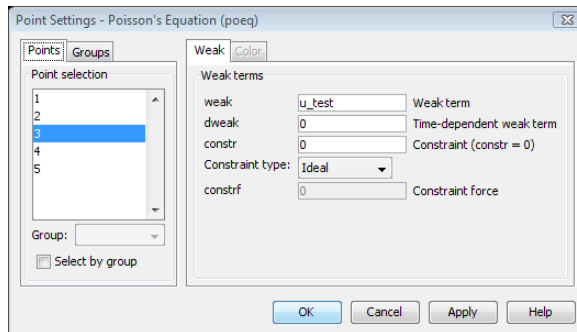 Point Settings - Poisson's Equation (poeq)
Points Groups
Point selection
1
2
3
4
5
Group:
Select by group
Weak Color
Weak terms
weak u_test Weak term
dweak 0 Time-dependent weak term
constr 0 Constraint (constr = 0)
Constraint type: Ideal
constrf 0 Constraint force
OK Cancel Apply Help